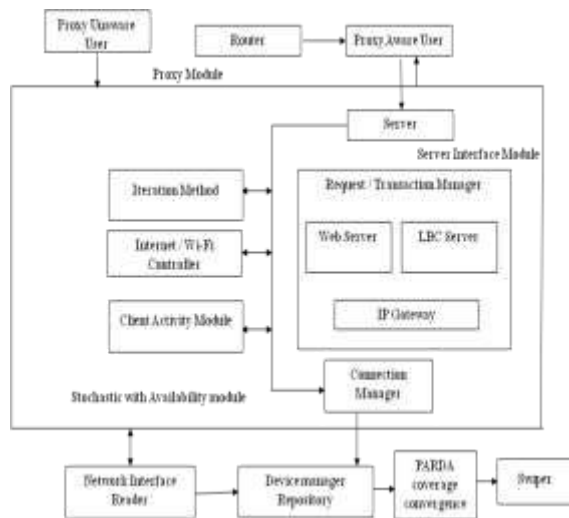 Proxy Unaware
User
Router
Proxy Aware User
Proxy Module
Server
Server Interface Module
Iteration Method
Request / Transaction Manager
Web Server
LBC Server
Internet / Wi-Fi
Controller
IP Gateway
Client Activity Module
Connection
Manager
Stochastic with Availability module
Network Interface
Reader
Device manager
Repository
PARDA
coverage
convergence